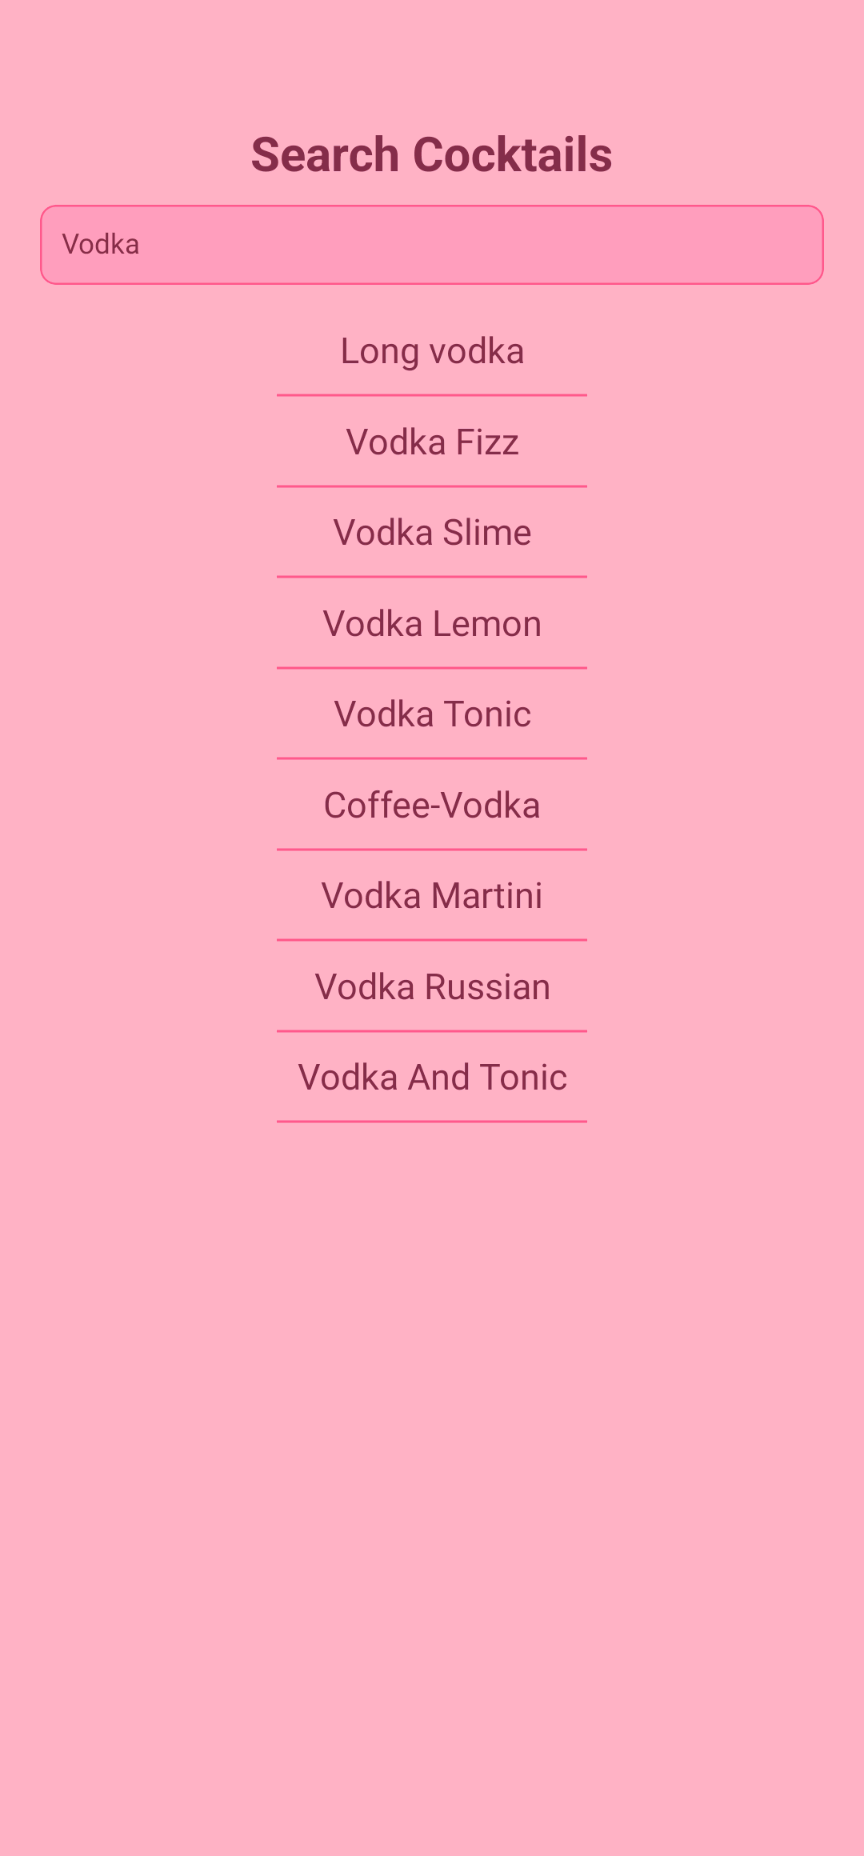 Search Cocktails
Vodka
Long vodka
Vodka Fizz
Vodka Slime
Vodka Lemon
Vodka Tonic
Coffee-Vodka
Vodka Martini
Vodka Russian
Vodka And Tonic